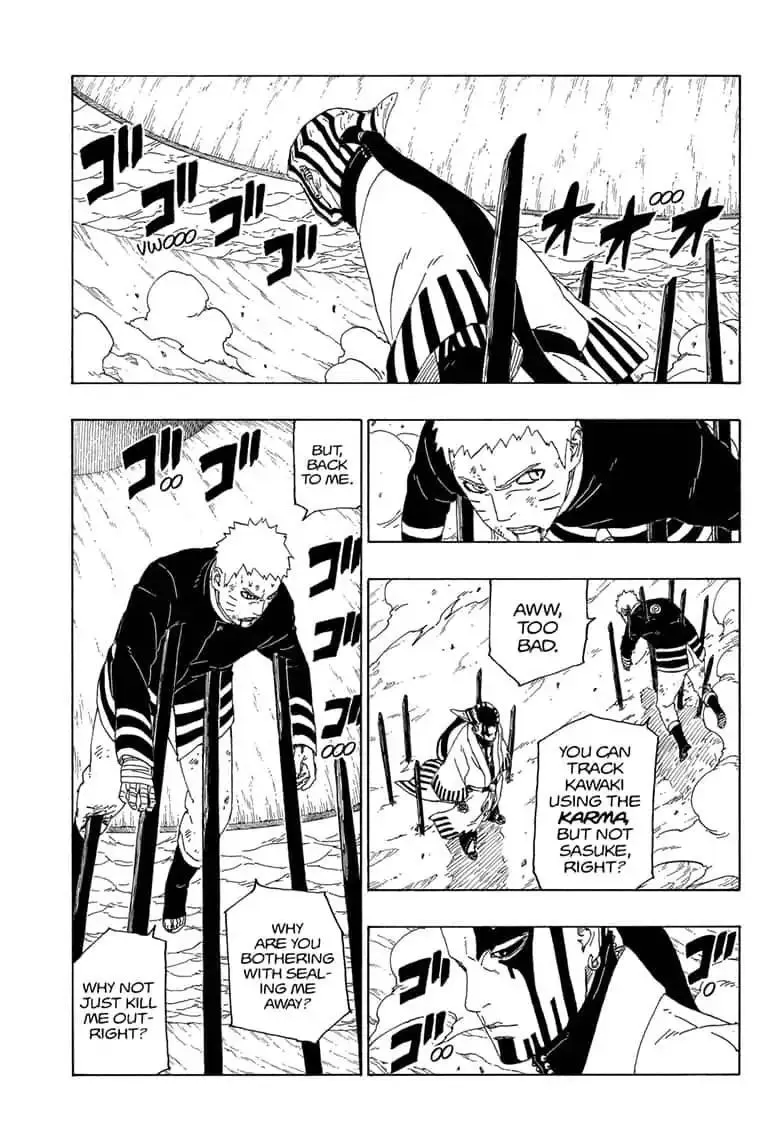 ゴゴゴゴ
VWOOO
オオオ
OOO
AWW,
TOO
BAD.
YOU CAN
TRACK
KAWAKI
USING THE
KARMA,
BUT NOT
SASUKE,
RIGHT?
ゴゴ
OO
O
BUT,
BACK
TO ME.
ゴゴ
OO
ゴゴゴ
OOO
WHY
ARE YOU
BOTHERING
WITH SEAL-
ING ME
AWAY?
WHY NOT
JUST KILL
ME OUT-
RIGHT?